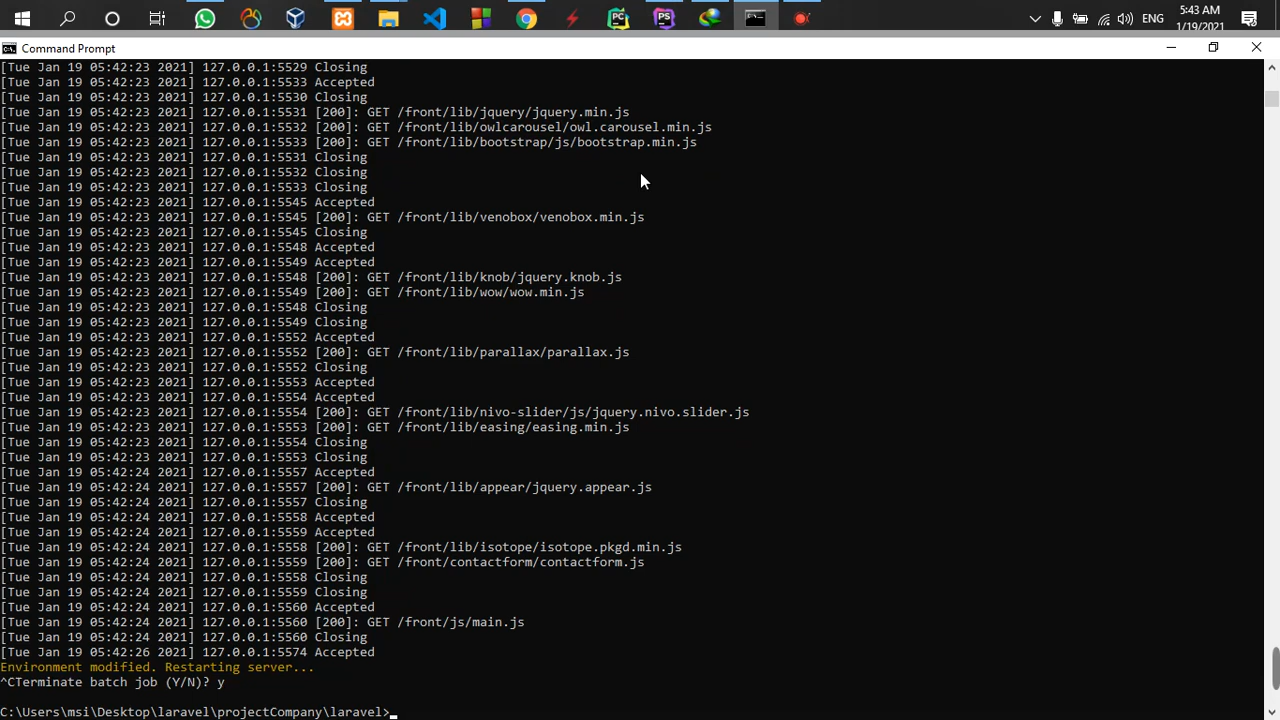 5:43 AM
ENG
1/19/2021
Command Prompt
[Tue Jan 19 05:42:23 2021] 127.0.0.1:5529 Closing
[Tue Jan 19 05:42:23 2021] 127.0.0.1:5533 Accepted
[Tue Jan 19 05:42:23 2021] 127.0.0.1:5530 Closing
[Tue Jan 19 05:42:23 2021] 127.0.0.1:5531 [200]: GET /front/lib/jquery/jquery.min.js
[Tue Jan 19 05:42:23 2021] 127.0.0.1:5532 [200]: GET /front/lib/owlcarousel/owl.carousel.min.js
[Tue Jan 19 05:42:23 2021] 127.0.0.1:5533 [200]: GET /front/lib/bootstrap/js/bootstrap.min.js
[Tue Jan 19 05:42:23 2021] 127.0.0.1:5531 Closing
[Tue Jan 19 05:42:23 2021] 127.0.0.1:5532 Closing
[Tue Jan 19 05:42:23 2021] 127.0.0.1:5533 Closing
[Tue Jan 19 05:42:23 2021] 127.0.0.1:5545 Accepted
[Tue Jan 19 05:42:23 2021] 127.0.0.1:5545 [200]: GET /front/lib/venobox/venobox.min.js
[Tue Jan 19 05:42:23 2021] 127.0.0.1:5545 Closing
[Tue Jan 19 05:42:23 2021] 127.0.0.1:5548 Accepted
[Tue Jan 19 05:42:23 2021] 127.0.0.1:5549 Accepted
[Tue Jan 19 05:42:23 2021] 127.0.0.1:5548 [200]: GET /front/lib/knob/jquery.knob.js
[Tue Jan 19 05:42:23 2021] 127.0.0.1:5549 [200]: GET /front/lib/wow/wow.min.js
[Tue Jan 19 05:42:23 2021] 127.0.0.1:5548 Closing
[Tue Jan 19 05:42:23 2021] 127.0.0.1:5549 Closing
[Tue Jan 19 05:42:23 2021] 127.0.0.1:5552 Accepted
[Tue Jan 19 05:42:23 2021] 127.0.0.1:5552 [200]: GET /front/lib/parallax/parallax.js
[Tue Jan 19 05:42:23 2021] 127.0.0.1:5552 Closing
[Tue Jan 19 05:42:23 2021] 127.0.0.1:5553 Accepted
[Tue Jan 19 05:42:23 2021] 127.0.0.1:5554 Accepted
[Tue Jan 19 05:42:23 2021] 127.0.0.1:5554 [200]: GET /front/lib/nivo-slider/js/jquery.nivo.slider.js
[Tue Jan 19 05:42:23 2021] 127.0.0.1:5553 [200]: GET /front/lib/easing/easing.min.js
[Tue Jan 19 05:42:23 2021] 127.0.0.1:5554 Closing
[Tue Jan 19 05:42:23 2021] 127.0.0.1:5553 Closing
[Tue Jan 19 05:42:24 2021] 127.0.0.1:5557 Accepted
[Tue Jan 19 05:42:24 2021] 127.0.0.1:5557 [200]: GET /front/lib/appear/jquery.appear.js
[Tue Jan 19 05:42:24 2021] 127.0.0.1:5557 Closing
[Tue Jan 19 05:42:24 2021] 127.0.0.1:5558 Accepted
[Tue Jan 19 05:42:24 2021] 127.0.0.1:5559 Accepted
[Tue Jan 19 05:42:24 2021] 127.0.0.1:5558 [200]: GET /front/lib/isotope/isotope.pkgd.min.js
[Tue Jan 19 05:42:24 2021] 127.0.0.1:5559 [200]: GET /front/contactform/contactform.js
[Tue Jan 19 05:42:24 2021] 127.0.0.1:5558 Closing
[Tue Jan 19 05:42:24 2021] 127.0.0.1:5559 Closing
[Tue Jan 19 05:42:24 2021] 127.0.0.1:5560 Accepted
[Tue Jan 19 05:42:24 2021] 127.0.0.1:5560 [200]: GET /front/js/main.js
[Tue Jan 19 05:42:24 2021] 127.0.0.1:5560 Closing
[Tue Jan 19 05:42:26 2021] 127.0.0.1:5574 Accepted
Environment modified. Restarting server...
^CTerminate batch job (Y/N)? y
C:\Users\msi\Desktop\laravel\projectCompany\laravel>